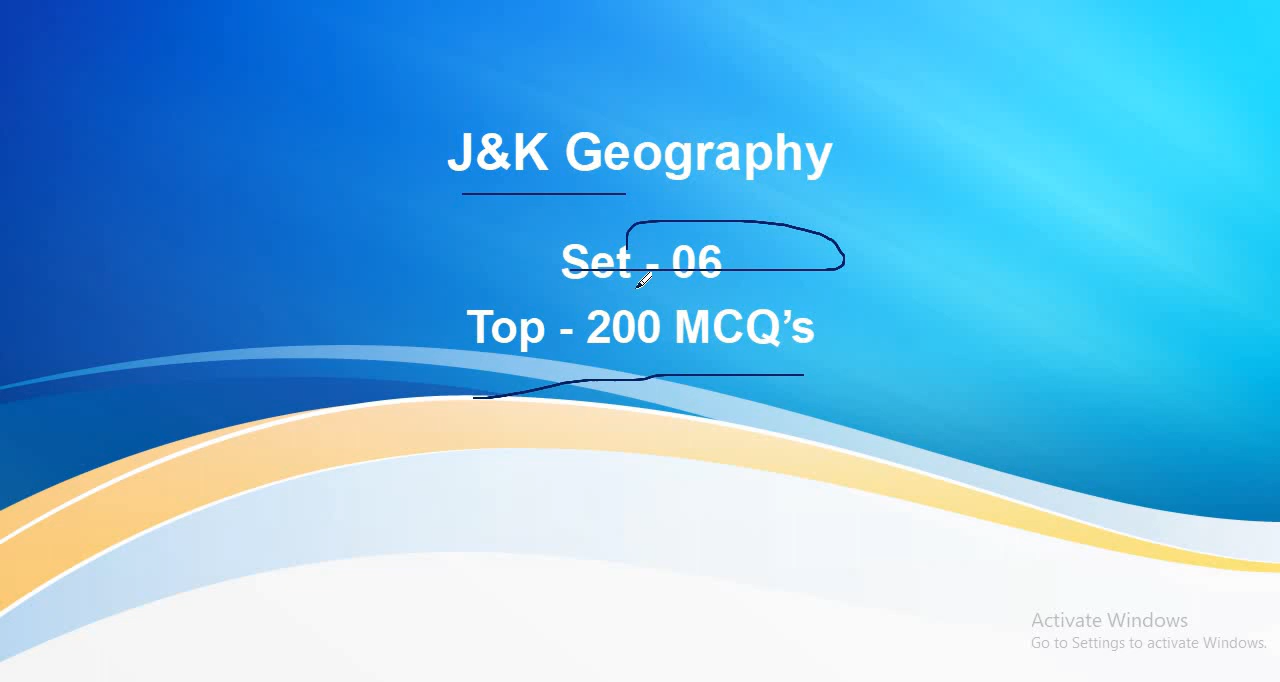 J&K Geography
Set - 06
Top - 200 MCQ’s
Activate Windows
Go to Settings to activate Windows.